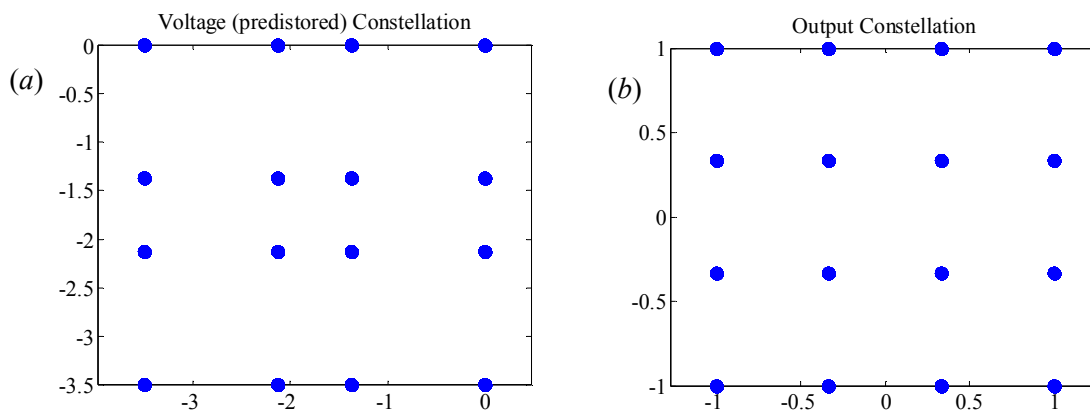 Voltage (predistored) Constellation
(a)
0
-0.5
-1
-1.5
-2
-2.5
-3
-3.5
-3 -2 -1 0
Output Constellation
(b)
1
0.5
0
-0.5
-1
-1 -0.5 0 0.5 1